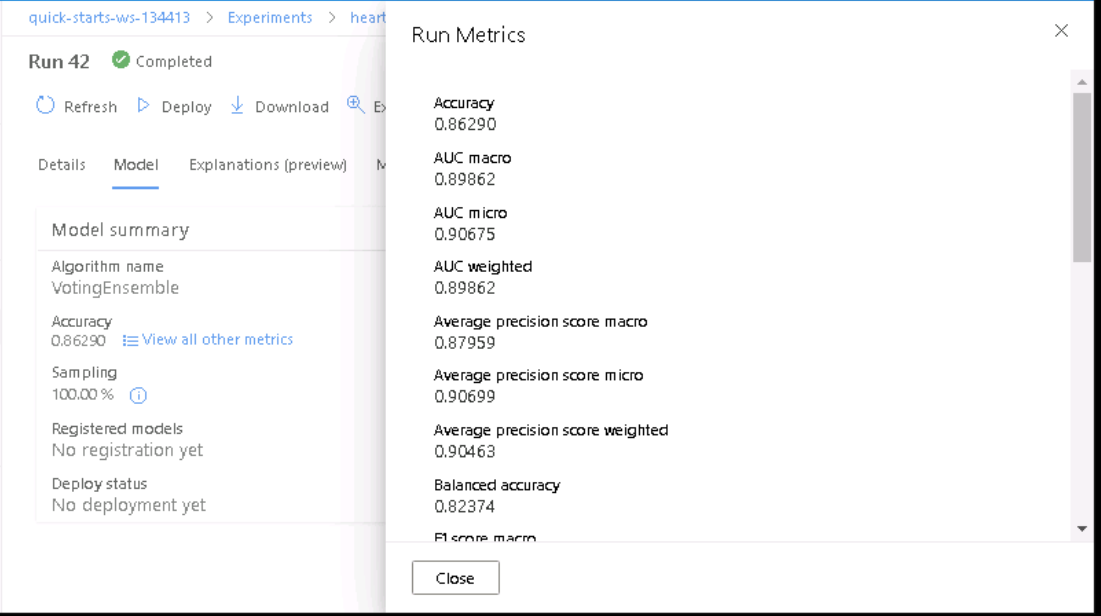 quick-starts-ws-134413 > Experiments > heart
Run 42 Completed
Refresh Deploy Download Ex
Details Model Explanations (preview) M
Model summary
Algorithm name
VotingEnsemble
Accuracy
0.86290 View all other metrics
Sampling
100.00 %
Registered models
No registration yet
Deploy status
No deployment yet
Run Metrics
Accuracy
0.86290
AUC macro
0.89862
AUC micro
0.90675
AUC weighted
0.89862
Average precision score macro
0.87959
Average precision score micro
0.90699
Average precision score weighted
0.90463
Balanced accuracy
0.82374
F1 score macro
Close